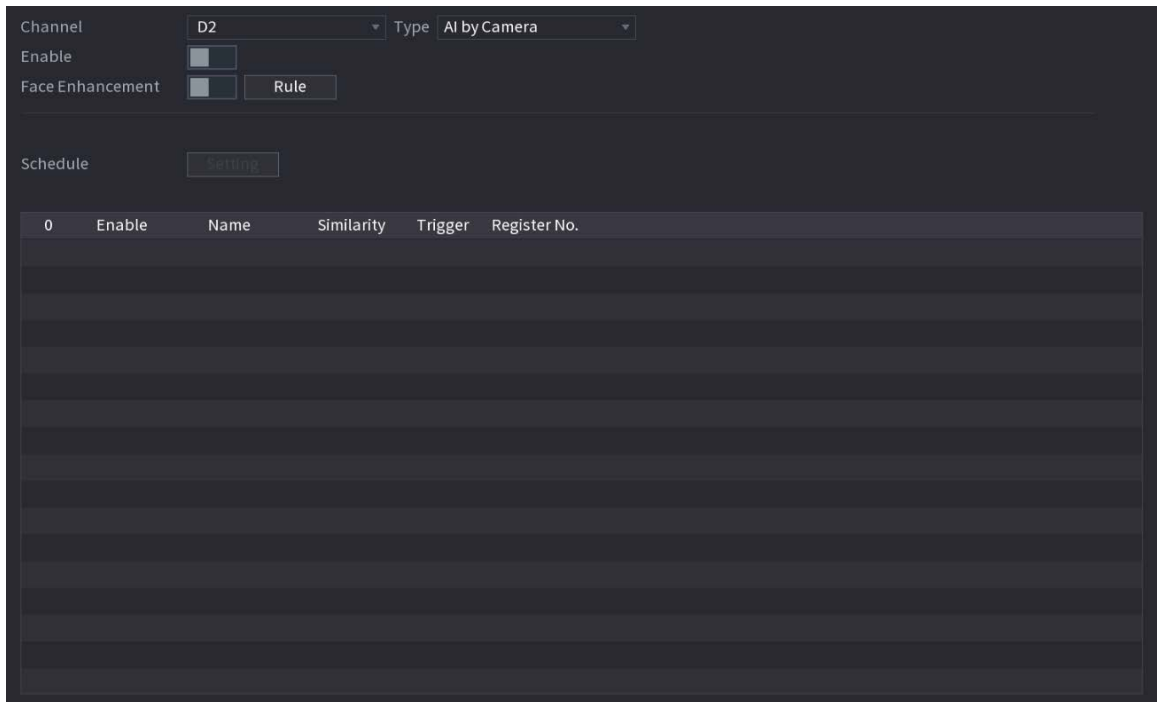 Channel D2 Type AI by Camera
Enable
Face Enhancement Rule
Schedule Setting
0 Enable Name Similarity Trigger Register No.